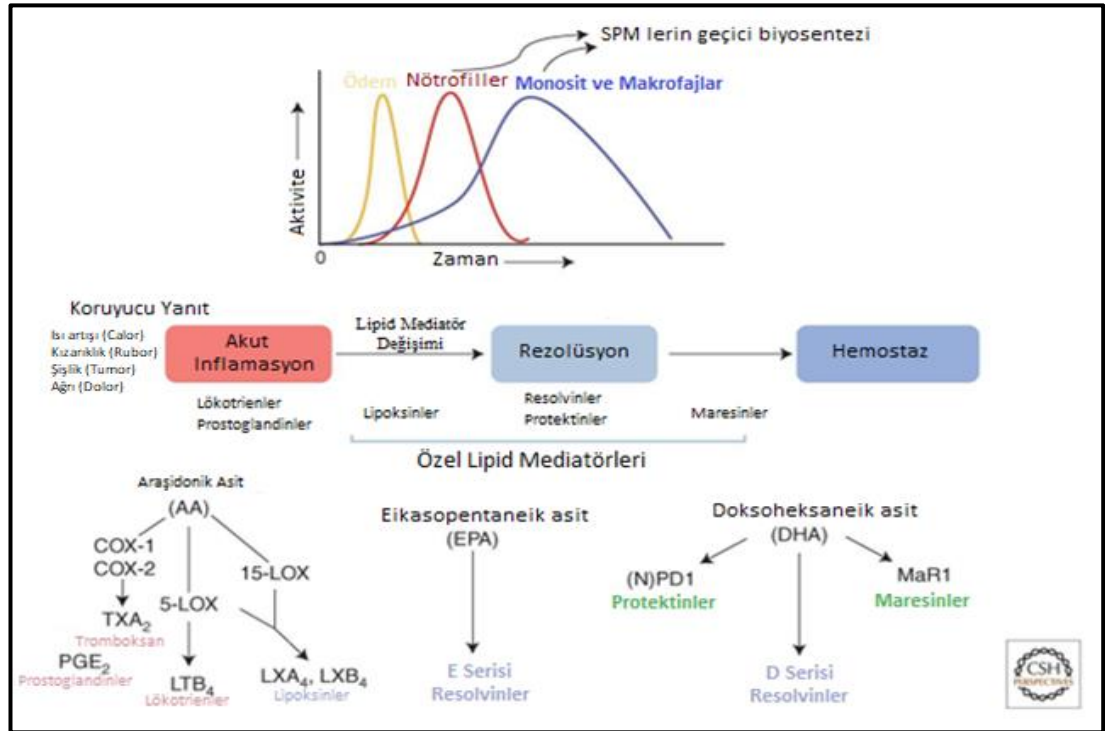 SPM lerin geçici biyosentezi
Ödem
Nötrofiller
Monosit ve Makrofajlar
Aktivite
0
Zaman
Koruyucu Yanıt
Isı artışı (Calor)
Kızarıklık (Rubor)
Şişlik (Tumor)
Ağrı (Dolor)
Akut
Inflamasyon
Lipid Mediatör
Değişimi
Rezolüsyon
Hemostaz
Lökotrienler
Prostoglandinler
Lipoksinler
Resolvinler
Protektinler
Maresinler
Özel Lipid Mediatörleri
Araşidonik Asit
(AA)
COX-1
COX-2
15-LOX
5-LOX
TXA₂
Tromboksan
PGE₂
Prostoglandinler
LTB₄
Lökotrienler
LXA₄, LXB₄
Lipoksinler
Eikasopentaneik asit
(EPA)
E Serisi
Resolvinler
Doksoheksaneik asit
(DHA)
(N)PD1
Protektinler
MaR1
Maresinler
D Serisi
Resolvinler
CSH
PERSPECTIVES